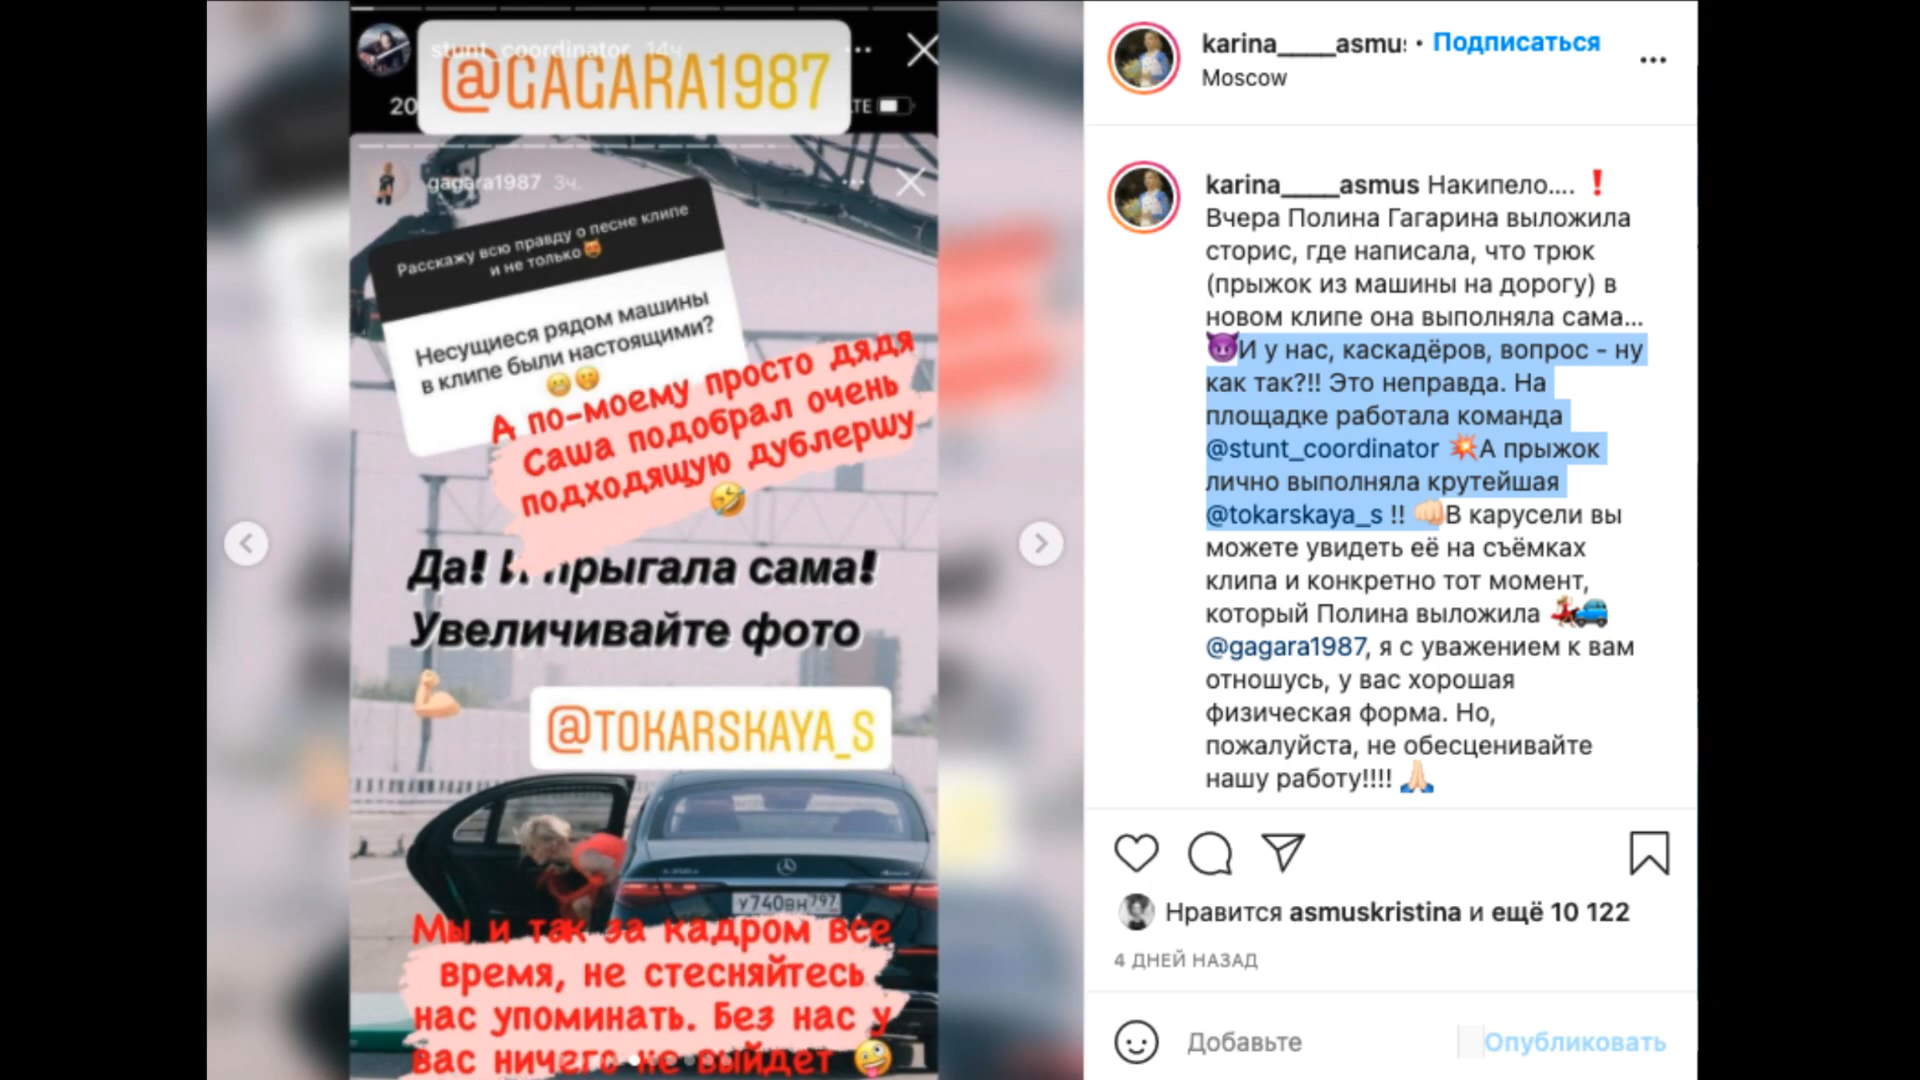 stunt_coordinator 14ч
@GAGARA1987
20
LTE
gagara1987 3ч.
Расскажу всю правду о песне клипе
и не только
Несущиеся рядом машины
в клипе были настоящими?
А по-моему просто дядя
Саша подобрал очень
подходящую дублершу
Да! И прыгала сама!
Увеличивайте фото
@TOKARSKAYA_S
У740ВН797
Мы и так за кадром все
время, не стесняйтесь
нас упоминать. Без нас у
вас ничего не выйдет
karina____asmus • Подписаться
Moscow
karina____asmus Накипело.... ❗
Вчера Полина Гагарина выложила
сторис, где написала, что трюк
(прыжок из машины на дорогу) в
новом клипе она выполняла сама...
😈И у нас, каскадёров, вопрос - ну
как так?!! Это неправда. На
площадке работала команда
@stunt_coordinator 💥А прыжок
лично выполняла крутейшая
@tokarskaya_s !! 👊🏻В карусели вы
можете увидеть её на съёмках
клипа и конкретно тот момент,
который Полина выложила 💃🚙
@gagara1987, я с уважением к вам
отношусь, у вас хорошая
физическая форма. Но,
пожалуйста, не обесценивайте
нашу работу!!!! 🙏🏻
Нравится asmuskristina и ещё 10 122
4 ДНЕЙ НАЗАД
Добавьте
Опубликовать